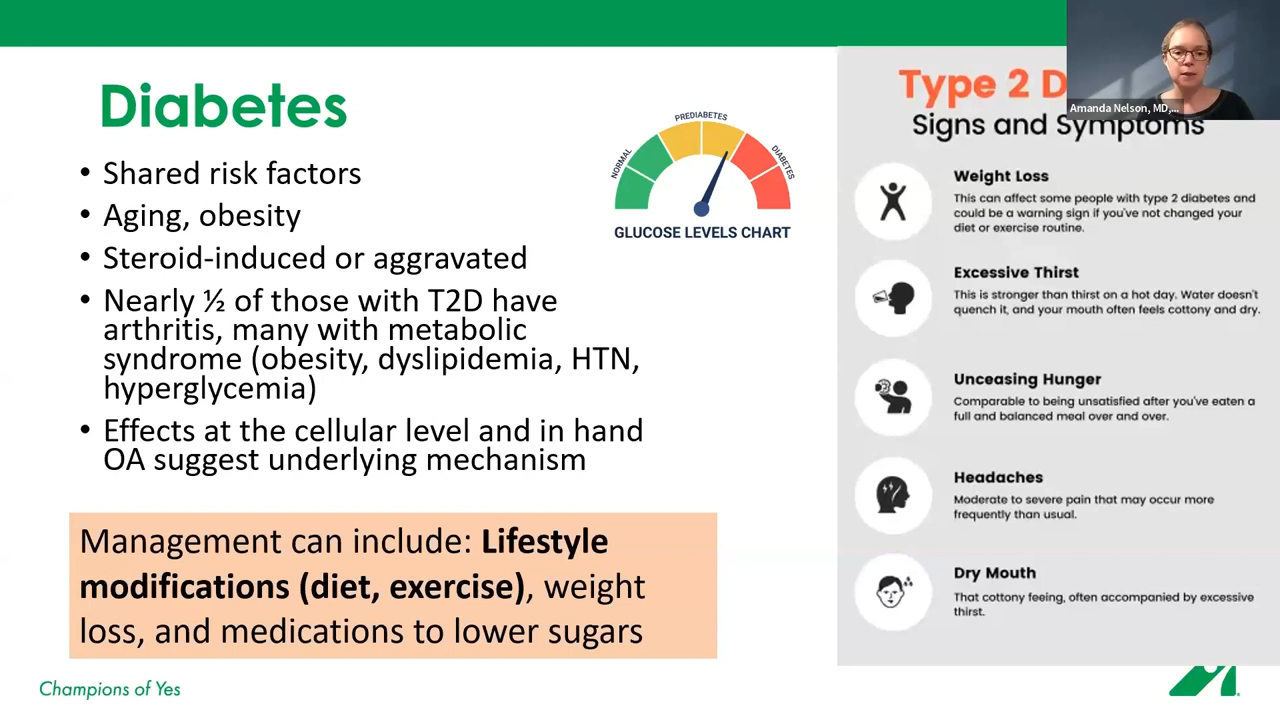 Diabetes
• Shared risk factors
• Aging, obesity
• Steroid-induced or aggravated
• Nearly ½ of those with T2D have
arthritis, many with metabolic
syndrome (obesity, dyslipidemia, HTN,
hyperglycemia)
• Effects at the cellular level and in hand
OA suggest underlying mechanism
NORMAL
PREDIABETES
DIABETES
GLUCOSE LEVELS CHART
Management can include: Lifestyle
modifications (diet, exercise), weight
loss, and medications to lower sugars
Champions of Yes
Type 2 D
Signs and Symptoms
Weight Loss
This can affect some people with type 2 diabetes and
could be a warning sign if you've not changed your
diet or exercise routine.
Excessive Thirst
This is stronger than thirst on a hot day. Water doesn't
quench it, and your mouth often feels cottony and dry.
Unceasing Hunger
Comparable to being unsatisfied after you've eaten a
full and balanced meal over and over.
Headaches
Moderate to severe pain that may occur more
frequently than usual.
Dry Mouth
That cottony feeing, often accompanied by excessive
thirst.
Amanda Nelson, MD,...